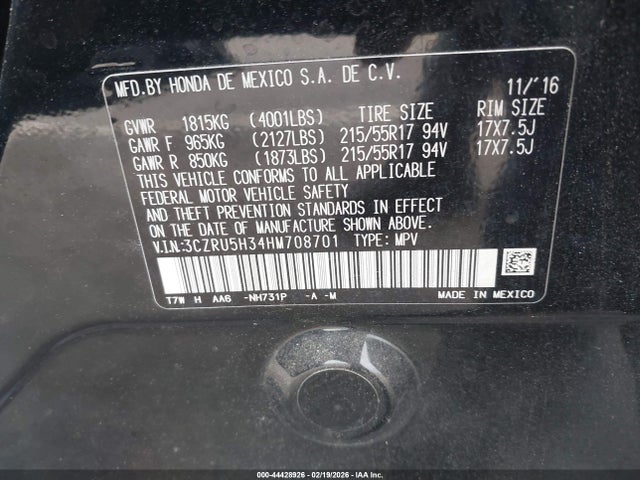 MFD.BY HONDA DE MEXICO S.A. DE C.V. 11/'16
GVWR 1815KG (4001LBS) TIRE SIZE RIM SIZE
GAWR F 965KG (2127LBS) 215/55R17 94V 17X7.5J
GAWR R 850KG (1873LBS) 215/55R17 94V 17X7.5J
THIS VEHICLE CONFORMS TO ALL APPLICABLE
FEDERAL MOTOR VEHICLE SAFETY
AND THEFT PREVENTION STANDARDS IN EFFECT
ON THE DATE OF MANUFACTURE SHOWN ABOVE.
V.I.N:3CZRU5H34HM708701 TYPE: MPV
T7W H AA6 -NH731P -A -M MADE IN MEXICO
000-44428926 - 02/19/2026 - IAA Inc.